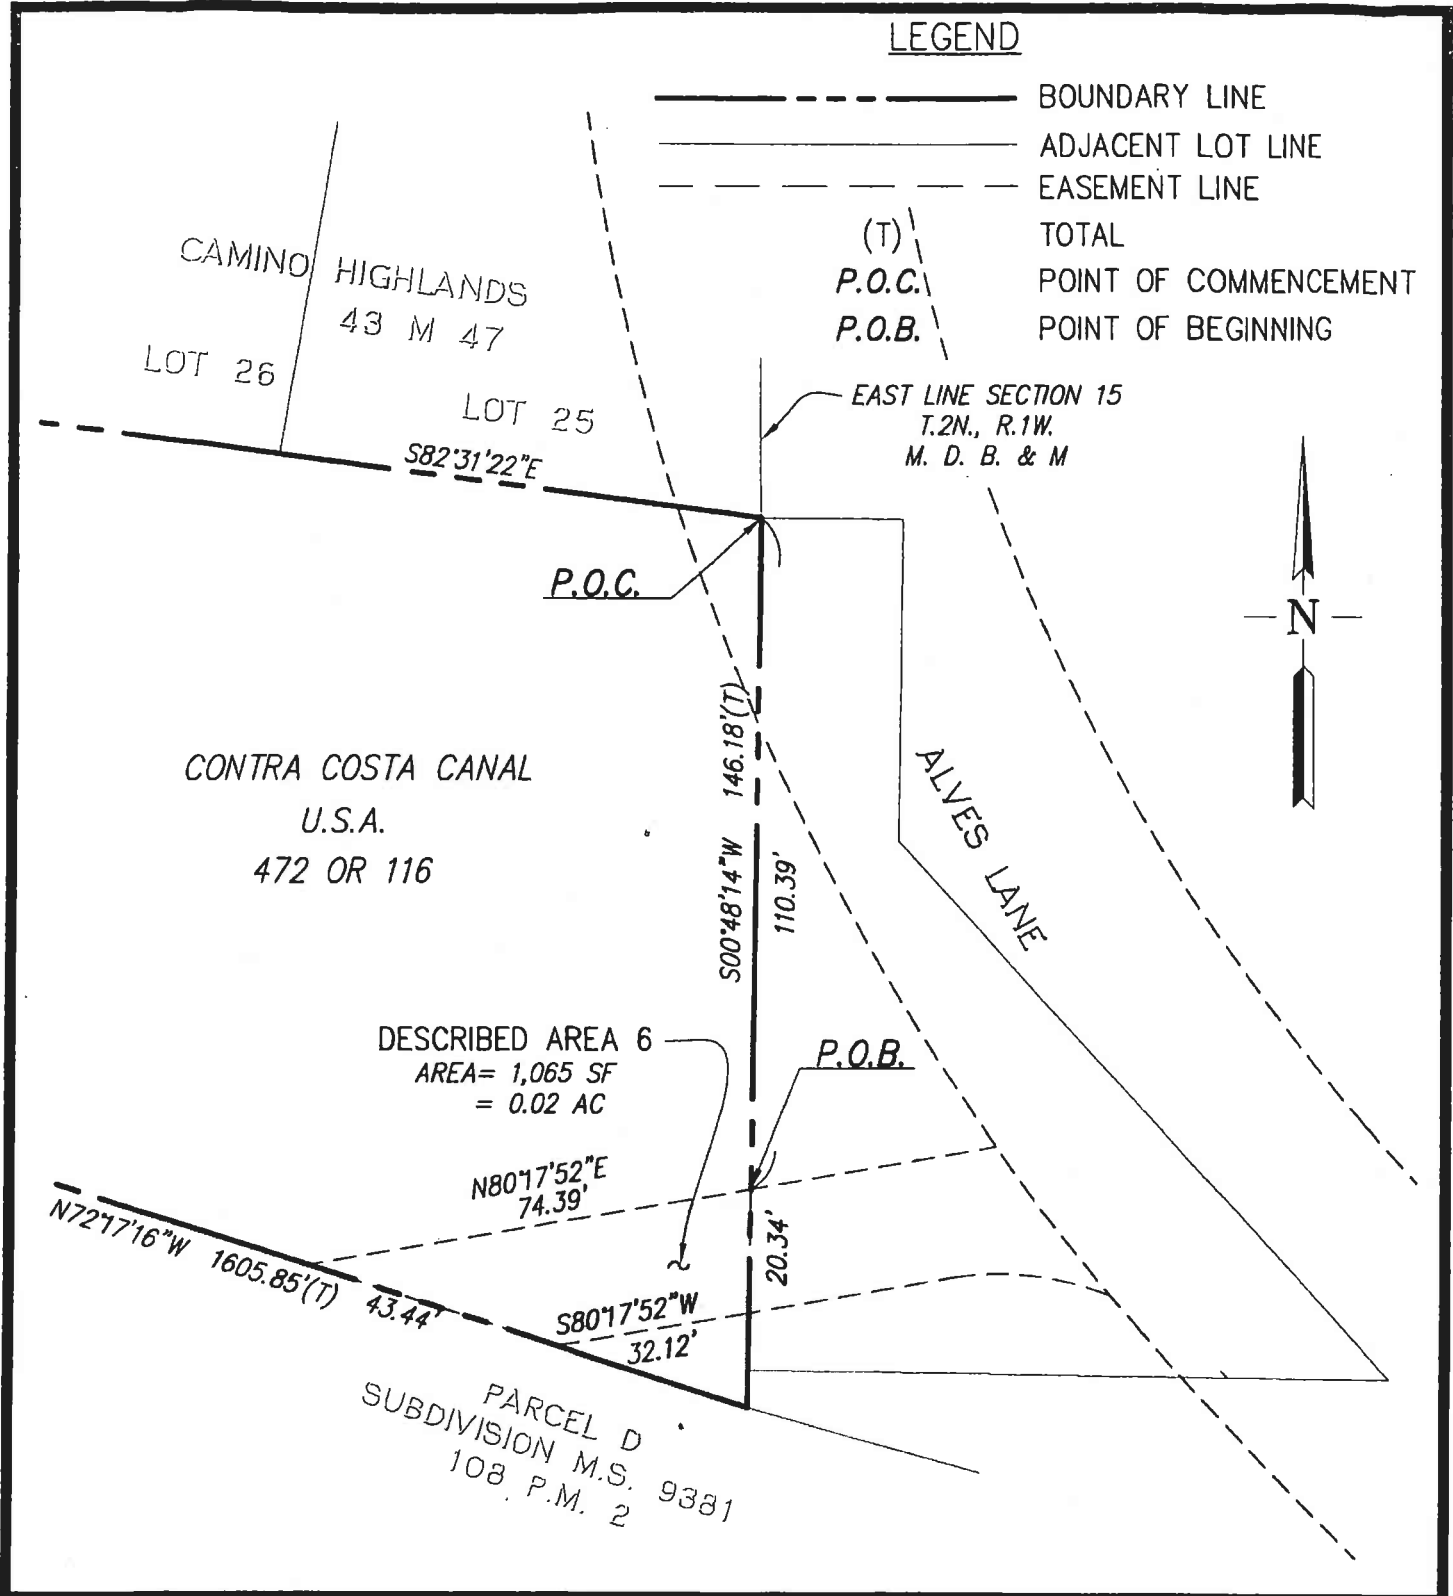 LEGEND
BOUNDARY LINE
ADJACENT LOT LINE
EASEMENT LINE
(T) TOTAL
P.O.C. POINT OF COMMENCEMENT
P.O.B. POINT OF BEGINNING
CAMINO HIGHLANDS
43 M 47
LOT 26
LOT 25
EAST LINE SECTION 15
T.2N., R.1W.
M. D. B. & M
S82°31'22"E
P.O.C.
N
146.18'(T)
S00°48'14"W
110.39'
CONTRA COSTA CANAL
U.S.A.
472 OR 116
ALVES LANE
DESCRIBED AREA 6
AREA= 1,065 SF
= 0.02 AC
P.O.B.
N80°17'52"E
74.39'
N72°17'16"W 1605.85'(T) 43.44'
20.34'
S80°17'52"W
32.12'
PARCEL D
SUBDIVISION M.S. 9381
108 P.M. 2